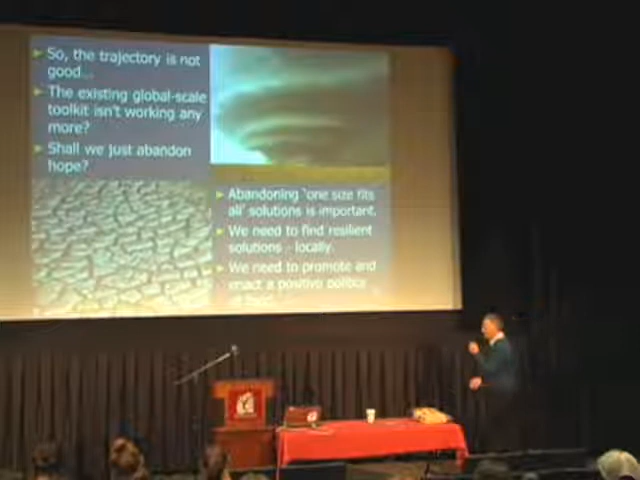 So, the trajectory is not
good...
The existing global-scale
toolkit isn't working any
more?
Shall we just abandon
hope?
Abandoning 'one size fits
all' solutions is important.
We need to find resilient
solutions - locally.
We need to promote and
enact a positive politics